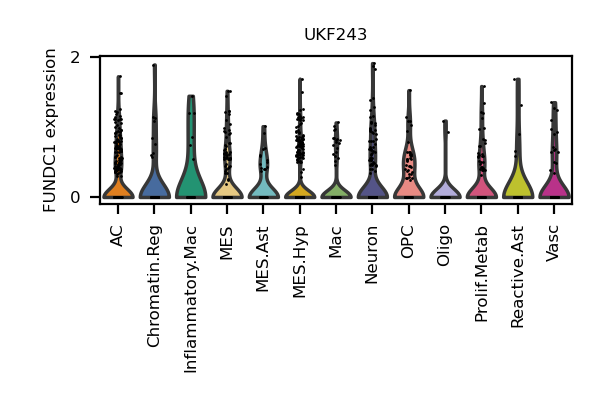 UKF243
FUNDC1 expression
2
0
AC
Chromatin.Reg
Inflammatory.Mac
MES
MES.Ast
MES.Hyp
Mac
Neuron
OPC
Oligo
Prolif.Metab
Reactive.Ast
Vasc